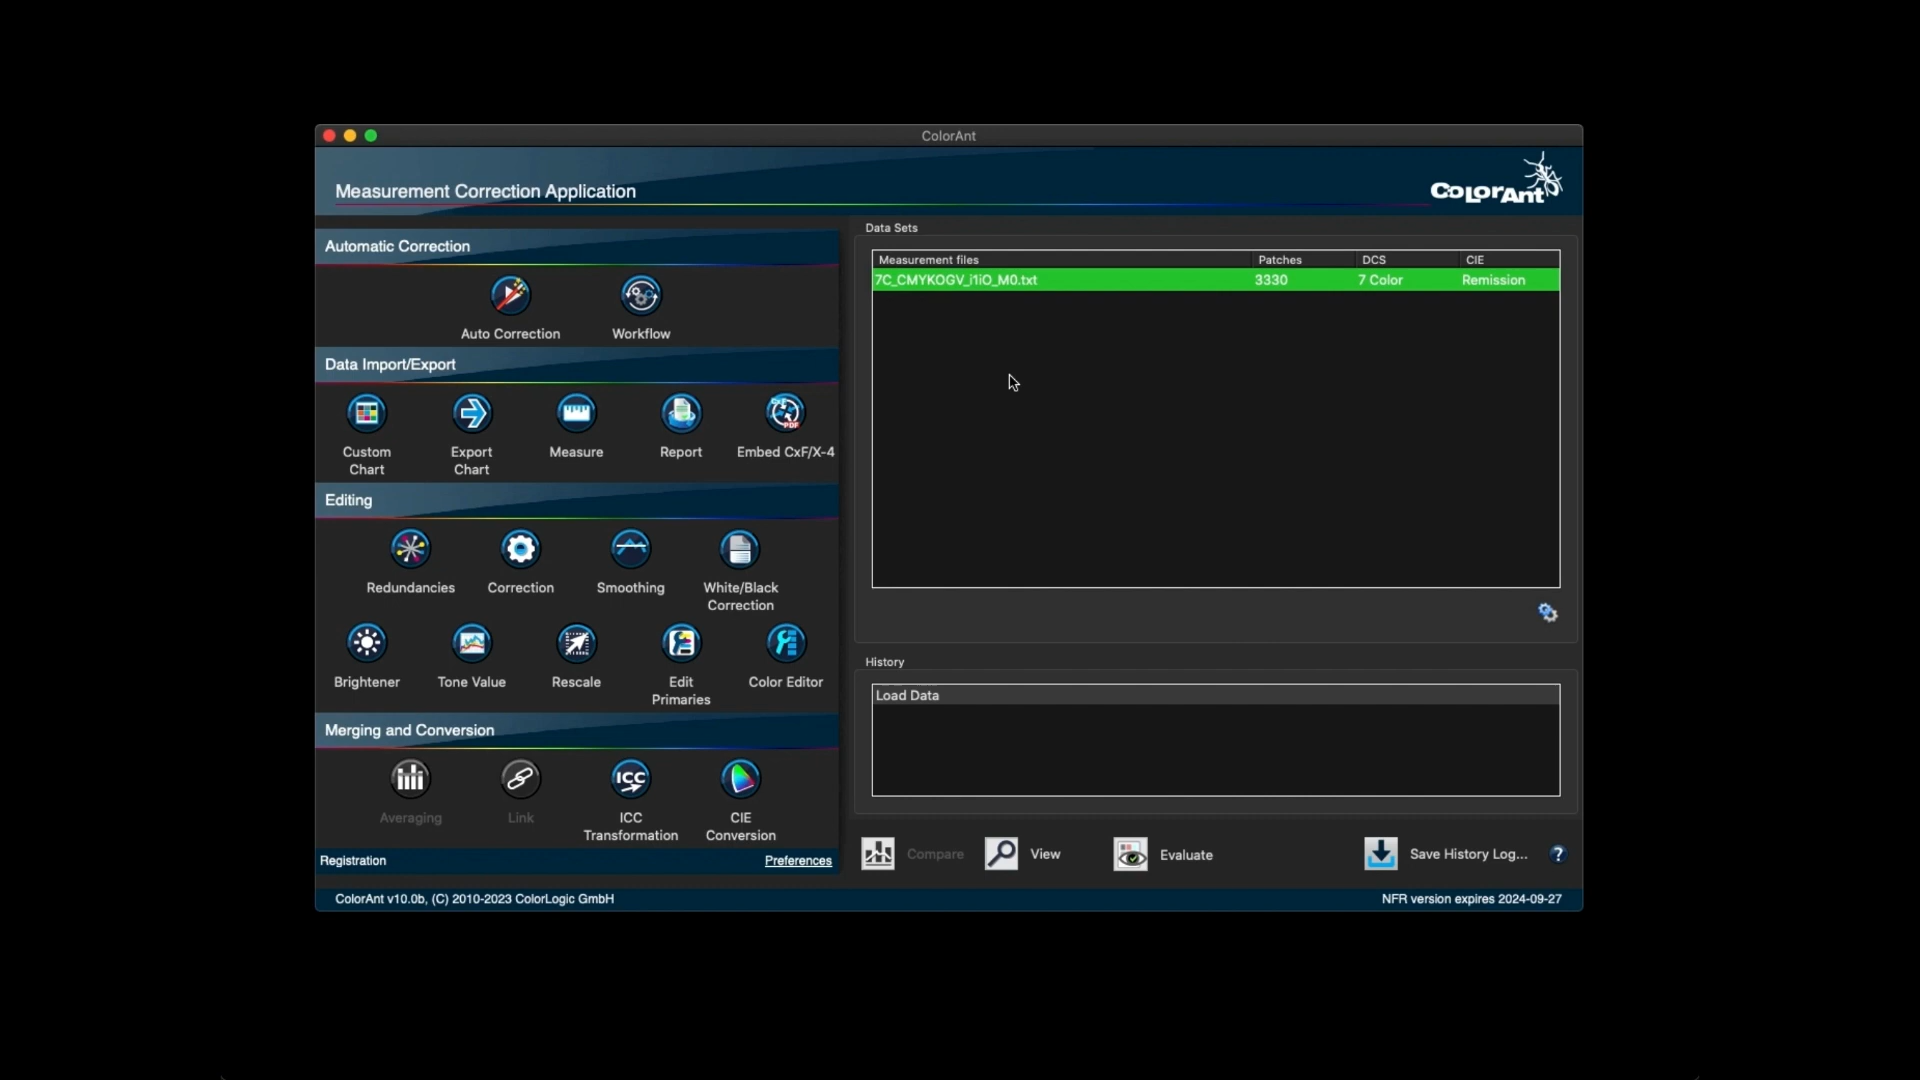 ColorAnt
Measurement Correction Application
ColorAnt
Automatic Correction
Auto Correction
Workflow
Data Import/Export
Custom
Chart
Export
Chart
Measure
Report
Embed CxF/X-4
Editing
Redundancies
Correction
Smoothing
White/Black
Correction
Brightener
Tone Value
Rescale
Edit
Primaries
Color Editor
Merging and Conversion
Averaging
Link
ICC
ICC
Transformation
CIE
Conversion
Registration
Preferences
Data Sets
Measurement files Patches DCS CIE
7C_CMYKOGV_i1iO_M0.txt 3330 7 Color Remission
History
Load Data
Compare
View
Evaluate
Save History Log...
?
ColorAnt v10.0b, (C) 2010-2023 ColorLogic GmbH
NFR version expires 2024-09-27